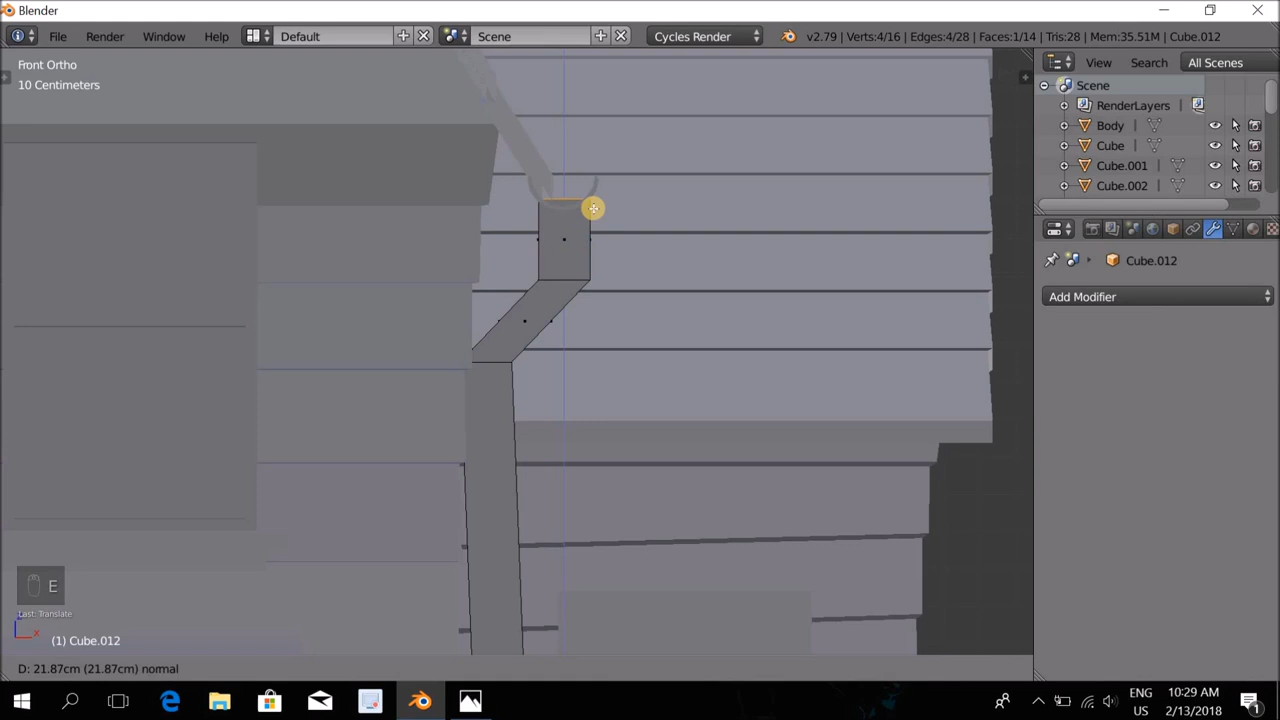 Blender
File Render Window Help Default Scene Cycles Render v2.79 | Verts:4/16 | Edges:4/28 | Faces:1/14 | Tris:28 | Mem:35.51M | Cube.012
Front Ortho
10 Centimeters
View Search All Scenes
Scene
RenderLayers
Body
Cube
Cube.001
Cube.002
Cube.012
Add Modifier
E
Last: Translate
x
(1) Cube.012
D: 21.87cm (21.87cm) normal
ENG
US
10:29 AM
2/13/2018
1